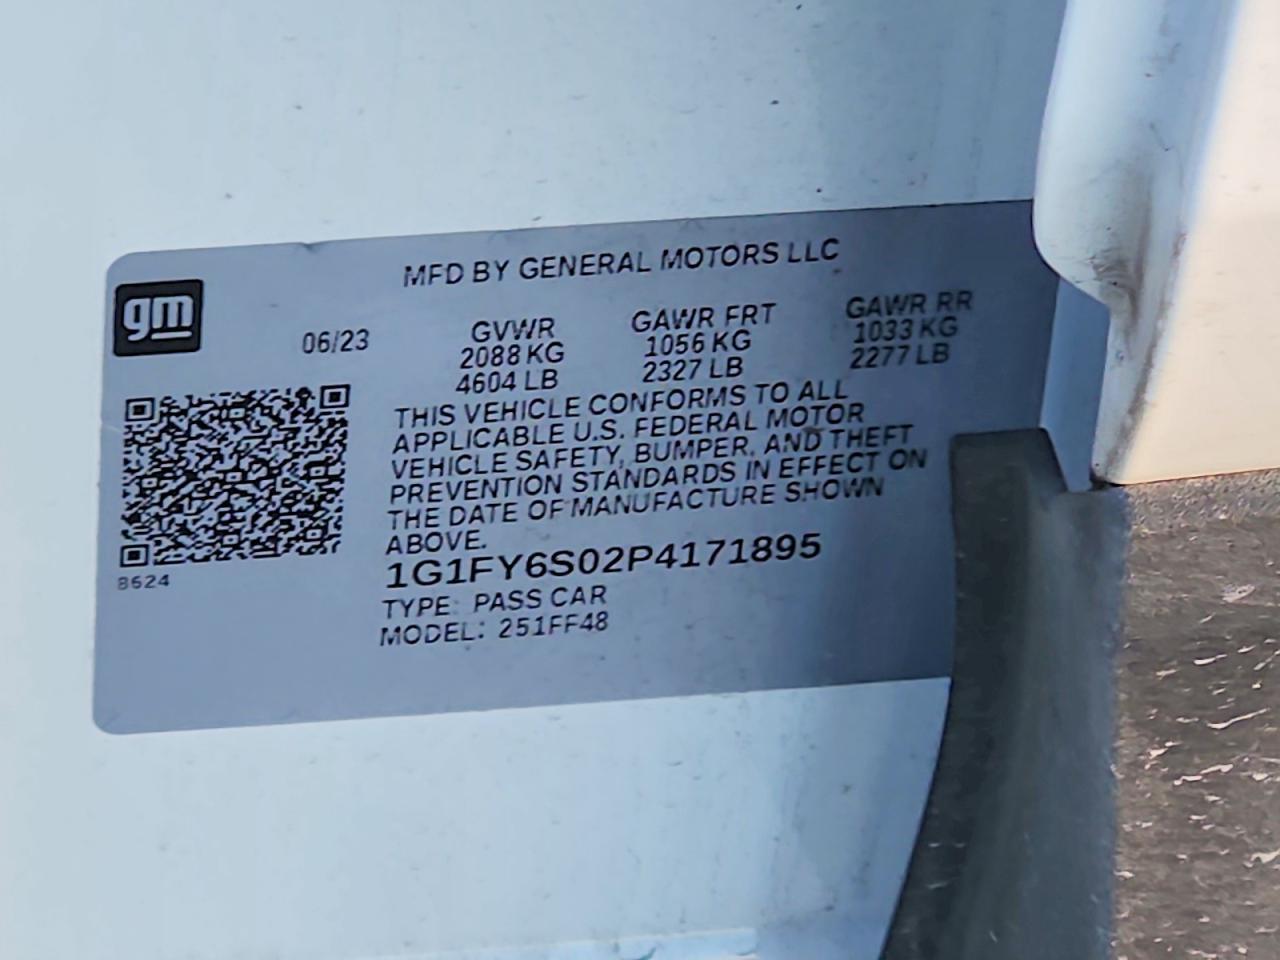 MFD BY GENERAL MOTORS LLC
gm
06/23
GVWR GAWR FRT GAWR RR
2088 KG 1056 KG 1033 KG
4604 LB 2327 LB 2277 LB
THIS VEHICLE CONFORMS TO ALL
APPLICABLE U.S. FEDERAL MOTOR
VEHICLE SAFETY, BUMPER, AND THEFT
PREVENTION STANDARDS IN EFFECT ON
THE DATE OF MANUFACTURE SHOWN
ABOVE.
1G1FY6S02P4171895
TYPE: PASS CAR
MODEL: 251FF48
8624